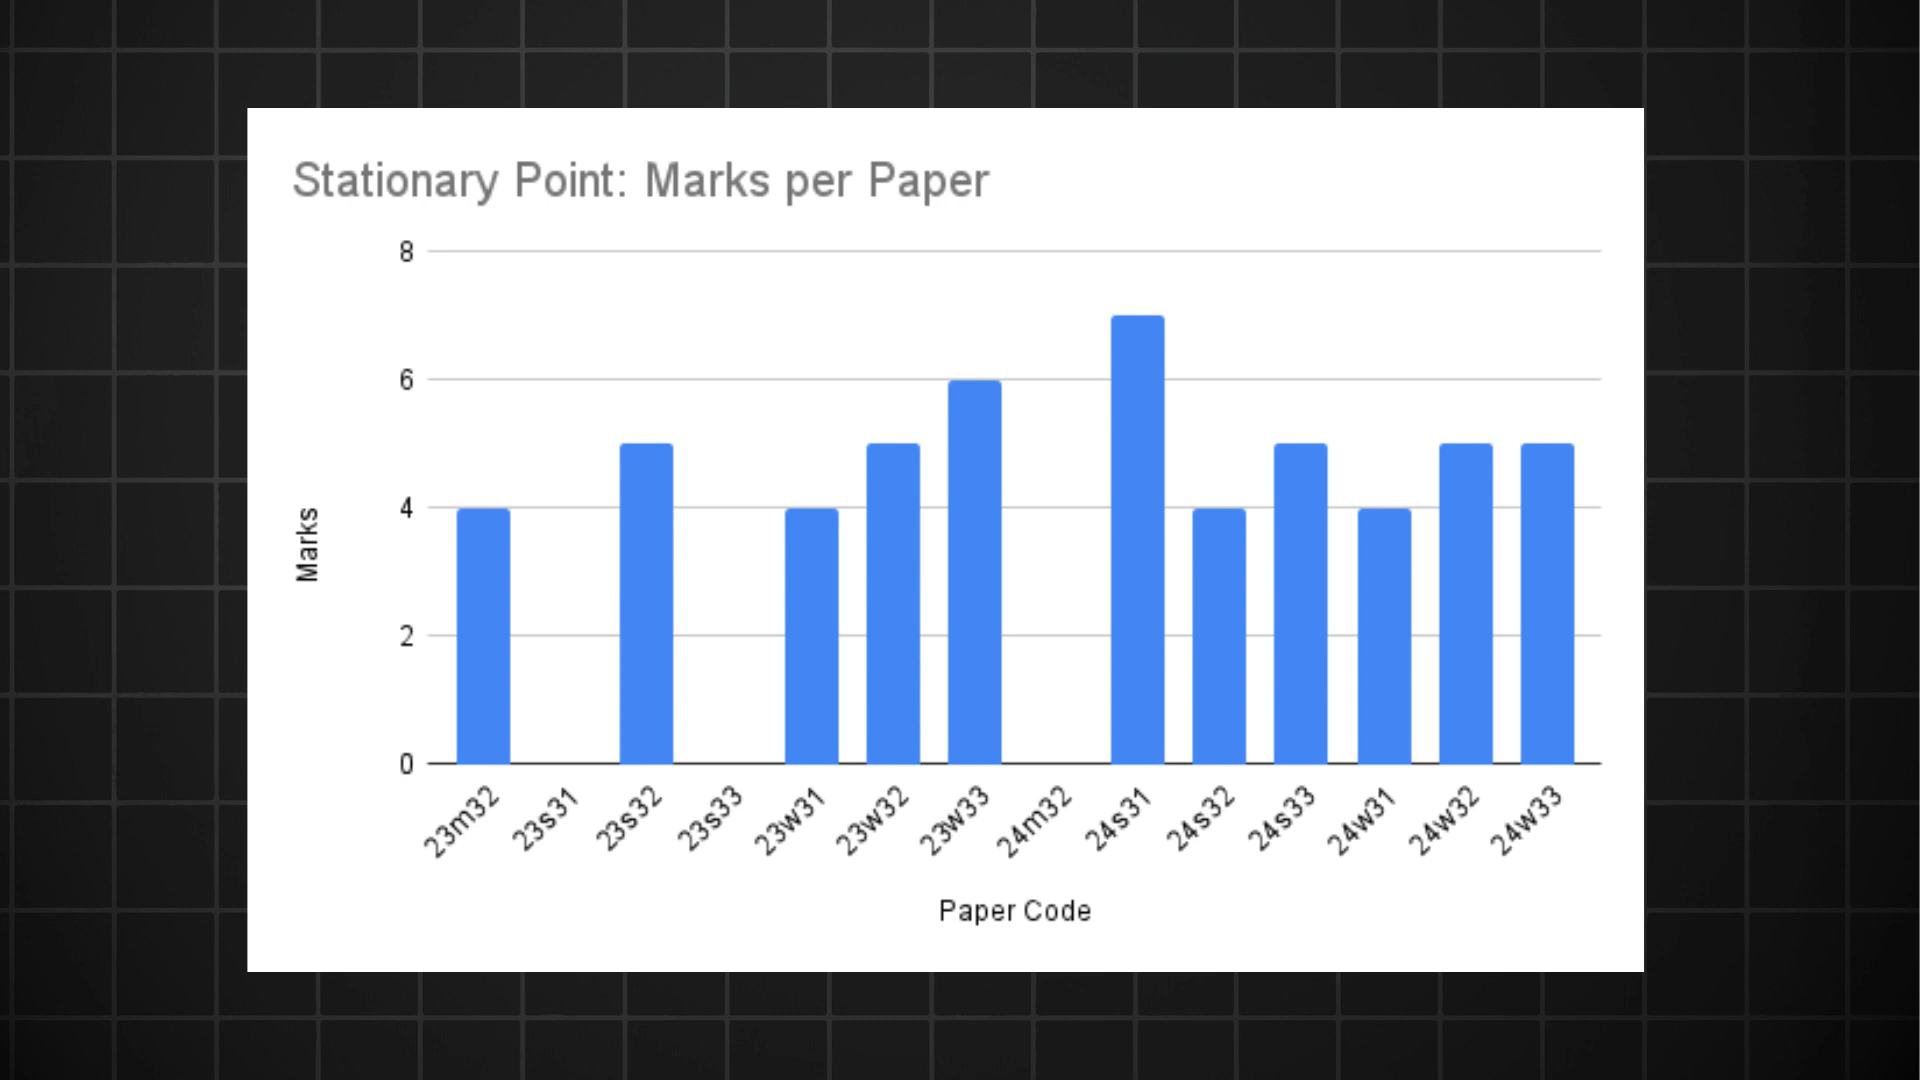 Stationary Point: Marks per Paper
8
6
4
2
0
Marks
23m32
23s31
23s32
23s33
23w31
23w32
23w33
24m32
24s31
24s32
24s33
24w31
24w32
24w33
Paper Code